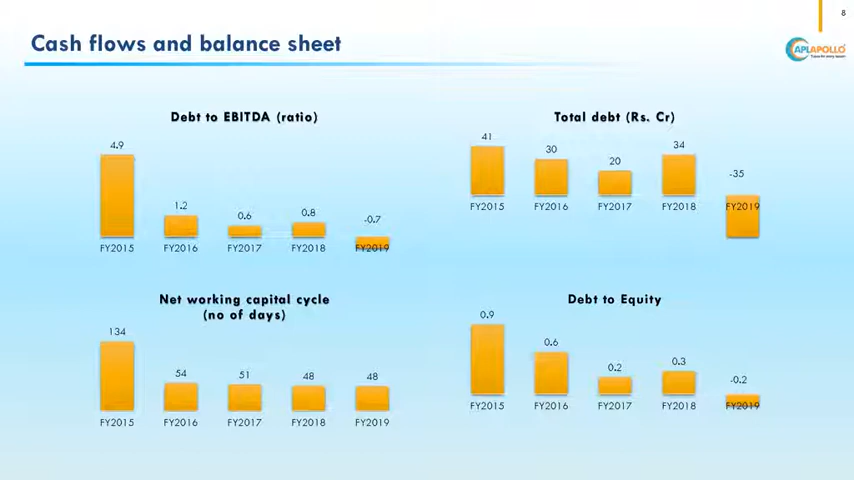 8
Cash flows and balance sheet
APLAPOLLO
Debt to EBITDA (ratio)
4.9
1.2
0.6
0.8
-0.7
FY2015
FY2016
FY2017
FY2018
FY2019
Total debt (Rs. Cr)
41
30
20
34
-35
FY2015
FY2016
FY2017
FY2018
FY2019
Net working capital cycle
(no of days)
134
54
51
48
48
FY2015
FY2016
FY2017
FY2018
FY2019
Debt to Equity
0.9
0.6
0.2
0.3
-0.2
FY2015
FY2016
FY2017
FY2018
FY2019